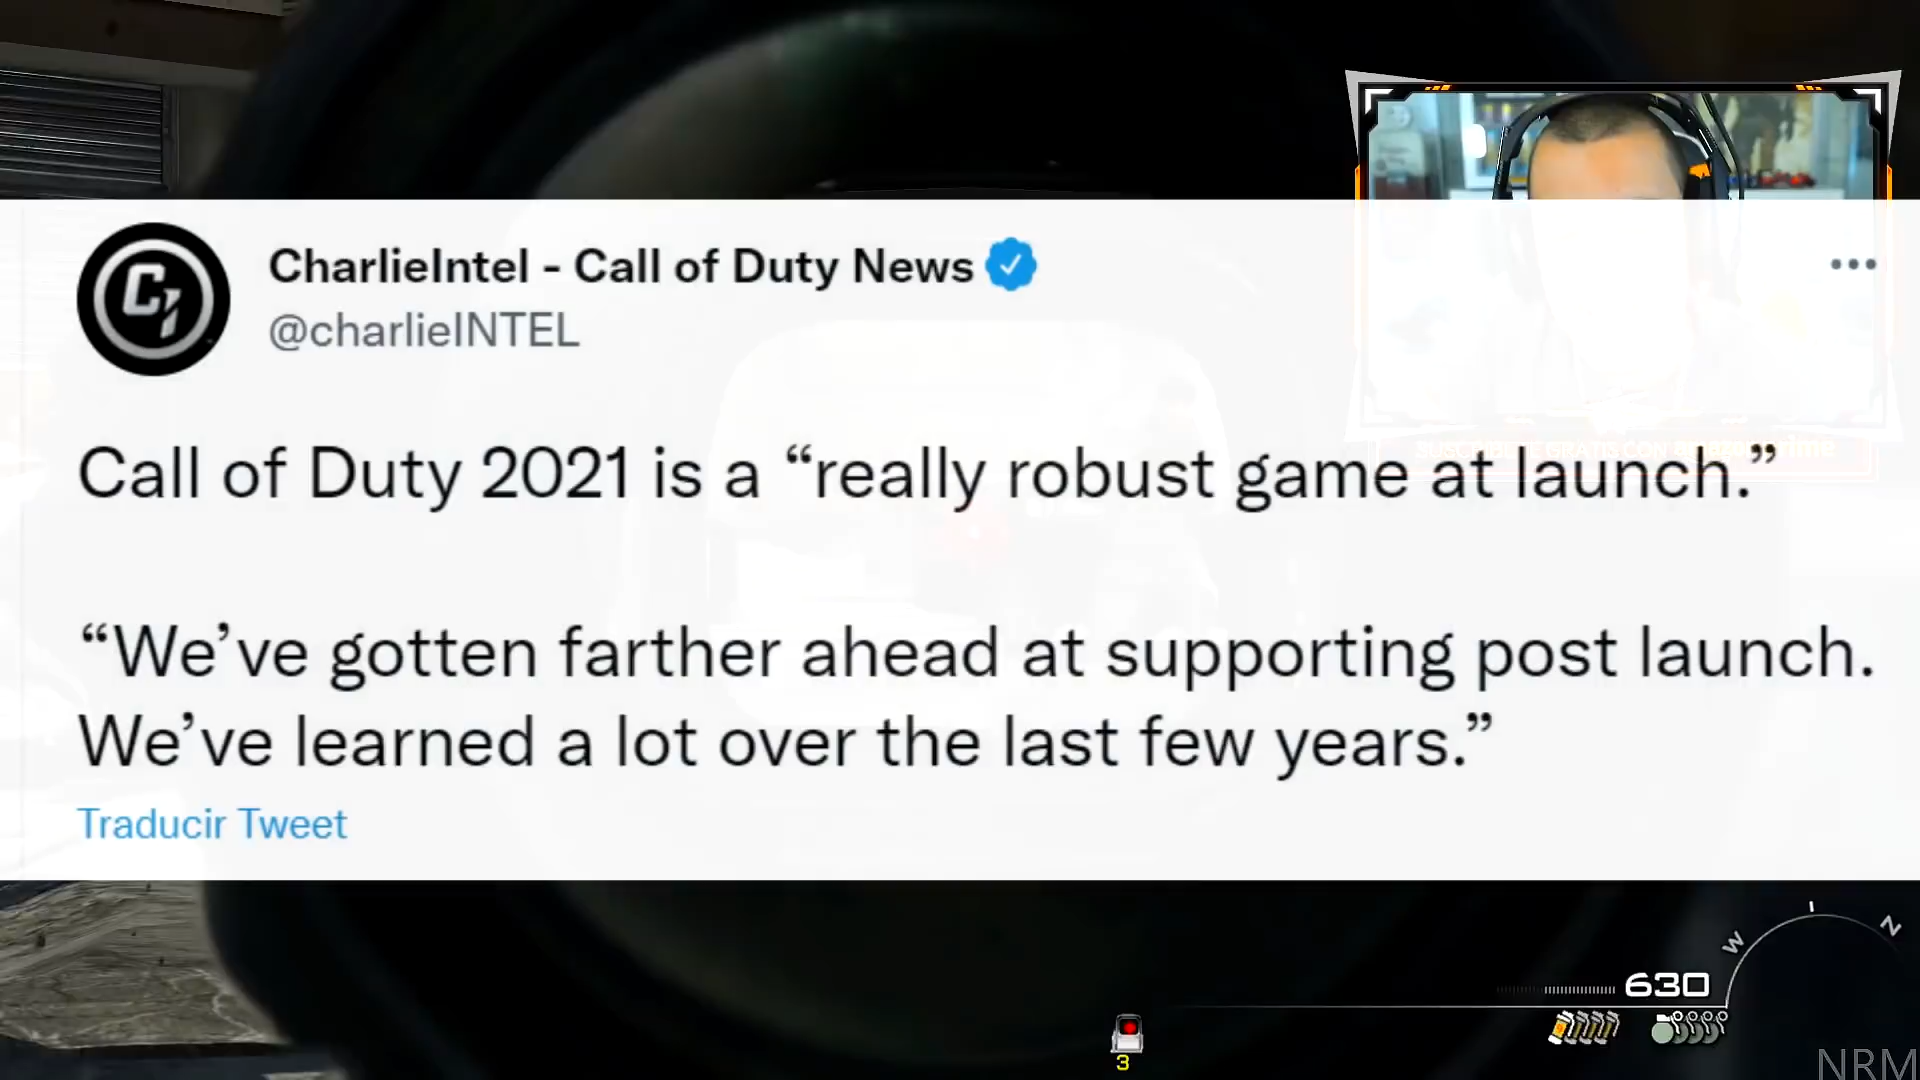 CharlieIntel - Call of Duty News
@charlieINTEL
Call of Duty 2021 is a “really robust game at launch.”
“We’ve gotten farther ahead at supporting post launch.
We’ve learned a lot over the last few years.”
Traducir Tweet
W
N
630
3
NRM